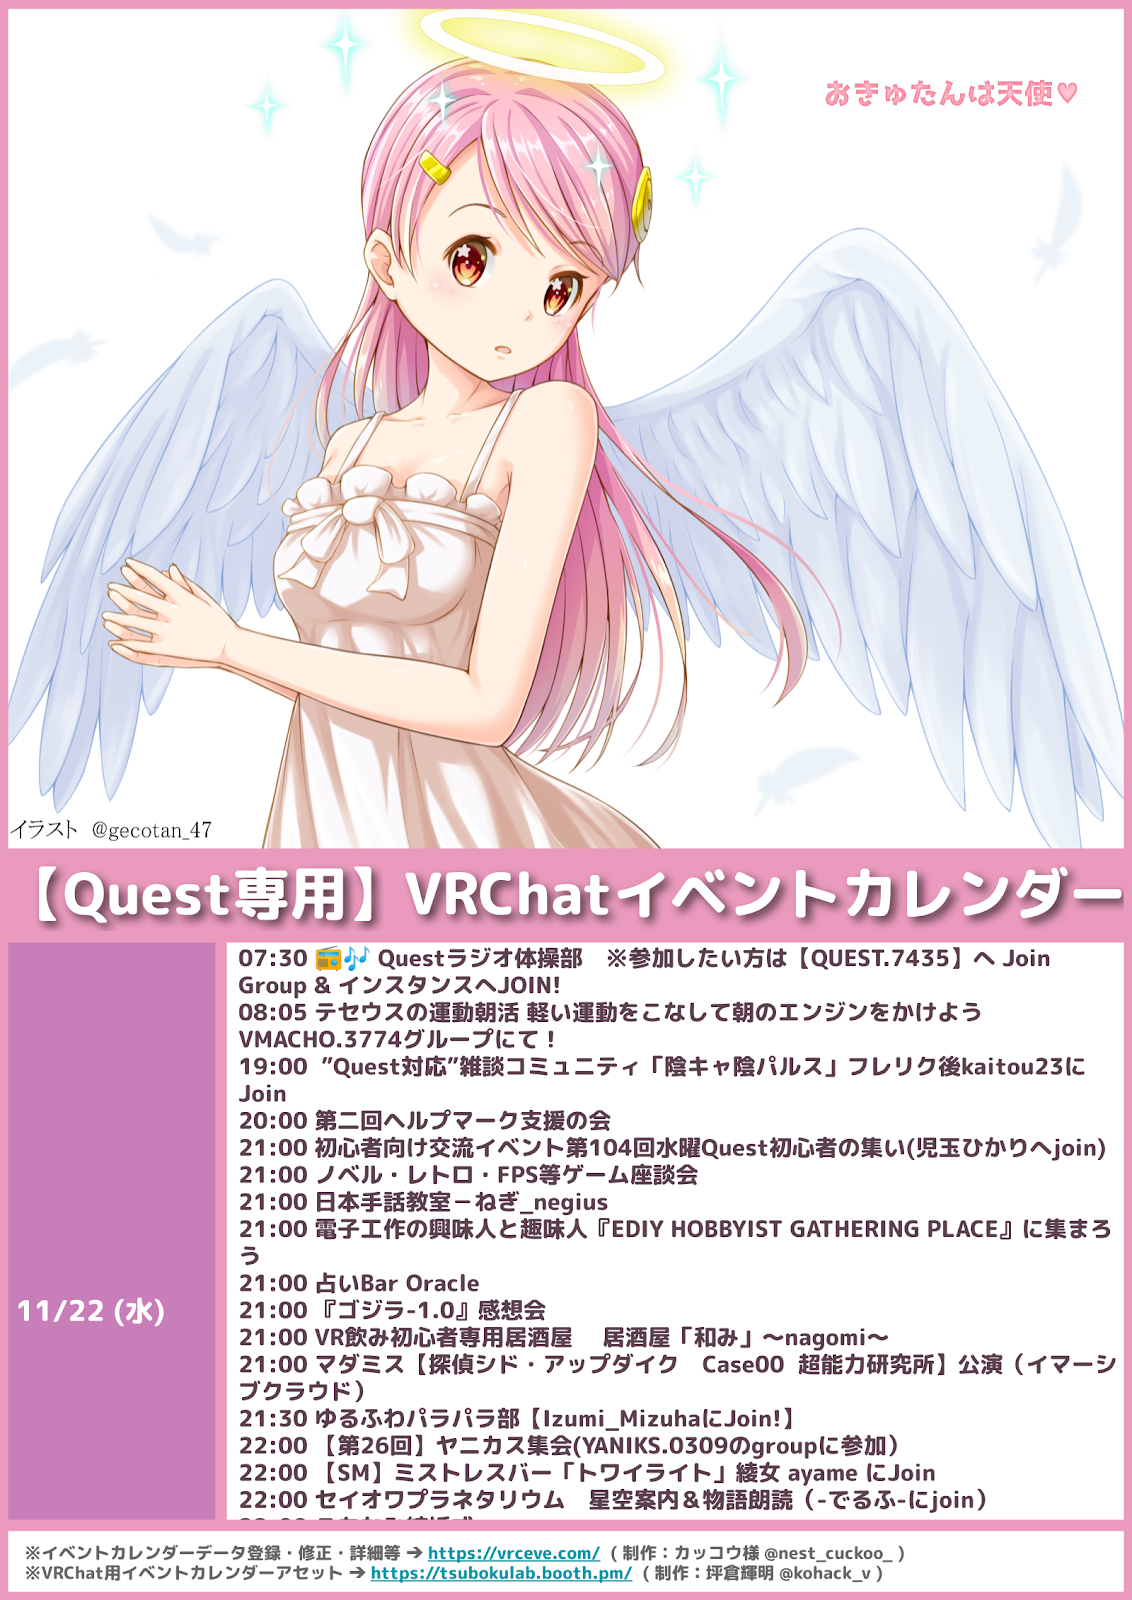 おきゅたんは天使♥
イラスト @gecotan_47
【Quest専用】VRChatイベントカレンダー
11/22 (水)
07:30 📻🎶 Questラジオ体操部　※参加したい方は【QUEST.7435】へ Join
Group & インスタンスへJOIN!
08:05 テセウスの運動朝活 軽い運動をこなして朝のエンジンをかけよう
VMACHO.3774グループにて！
19:00 ”Quest対応”雑談コミュニティ「陰キャ陰パルス」フレリク後kaitou23に
Join
20:00 第二回ヘルプマーク支援の会
21:00 初心者向け交流イベント第104回水曜Quest初心者の集い(児玉ひかりへjoin)
21:00 ノベル・レトロ・FPS等ゲーム座談会
21:00 日本手話教室－ねぎ_negius
21:00 電子工作の興味人と趣味人『EDIY HOBBYIST GATHERING PLACE』に集まろ
う
21:00 占いBar Oracle
21:00 『ゴジラ-1.0』感想会
21:00 VR飲み初心者専用居酒屋　 居酒屋「和み」～nagomi～
21:00 マダミス【探偵シド・アップダイク　Case00 超能力研究所】公演（イマーシ
ブクラウド）
21:30 ゆるふわパラパラ部【Izumi_MizuhaにJoin!】
22:00 【第26回】ヤニカス集会(YANIKS.0309のgroupに参加）
22:00 【SM】ミストレスバー「トワイライト」綾女 ayame にJoin
22:00 セイオワプラネタリウム　星空案内＆物語朗読（-でるふ-にjoin）
※イベントカレンダーデータ登録・修正・詳細等 ➔ https://vrceve.com/ （ 制作：カッコウ様 @nest_cuckoo_ ）
※VRChat用イベントカレンダーアセット ➔ https://tsubokulab.booth.pm/ （ 制作：坪倉輝明 @kohack_v ）